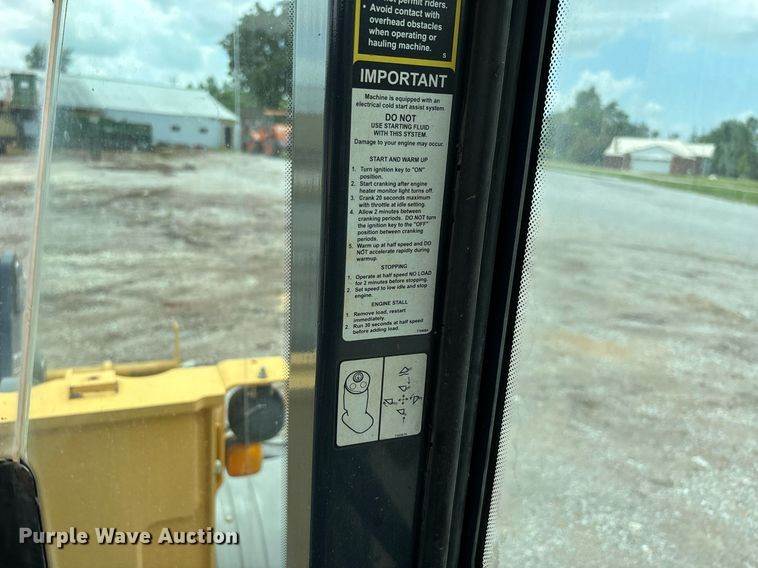 permit riders.
• Avoid contact with
overhead obstacles
when operating or
hauling machine.
S
IMPORTANT
Machine is equipped with an
electrical cold start assist system.
DO NOT
USE STARTING FLUID
WITH THIS SYSTEM.
Damage to your engine may occur.
START AND WARM UP
1. Turn ignition key to "ON"
position.
2. Start cranking after engine
heater monitor light turns off.
3. Crank 20 seconds maximum
with throttle at idle setting.
4. Allow 2 minutes between
cranking periods. DO NOT turn
the ignition key to the "OFF"
position between cranking
periods.
5. Warm up at half speed and DO
NOT accelerate rapidly during
warmup.
STOPPING
1. Operate at half speed NO LOAD
for 2 minutes before stopping.
2. Set speed to low idle and stop
engine.
ENGINE STALL
1. Remove load, restart
immediately.
2. Run 30 seconds at half speed
before adding load.
Purple Wave Auction